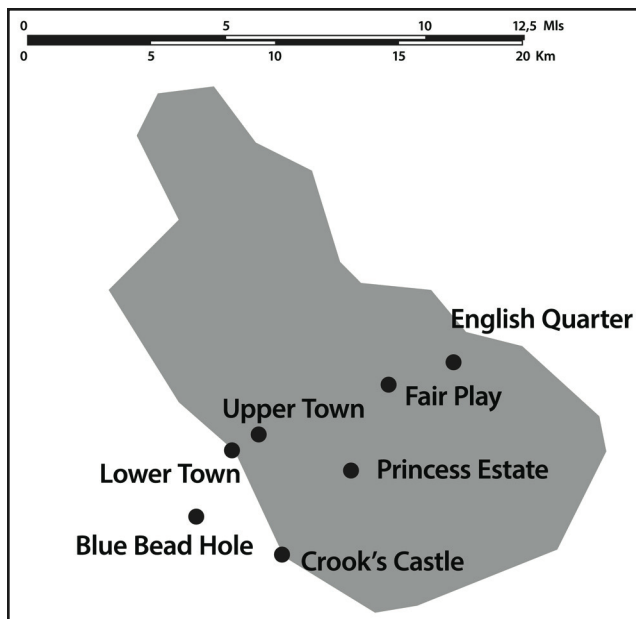 0 5 10 12,5 Mls
0 5 10 15 20 Km
English Quarter
Fair Play
Upper Town
Princess Estate
Lower Town
Blue Bead Hole
Crook's Castle